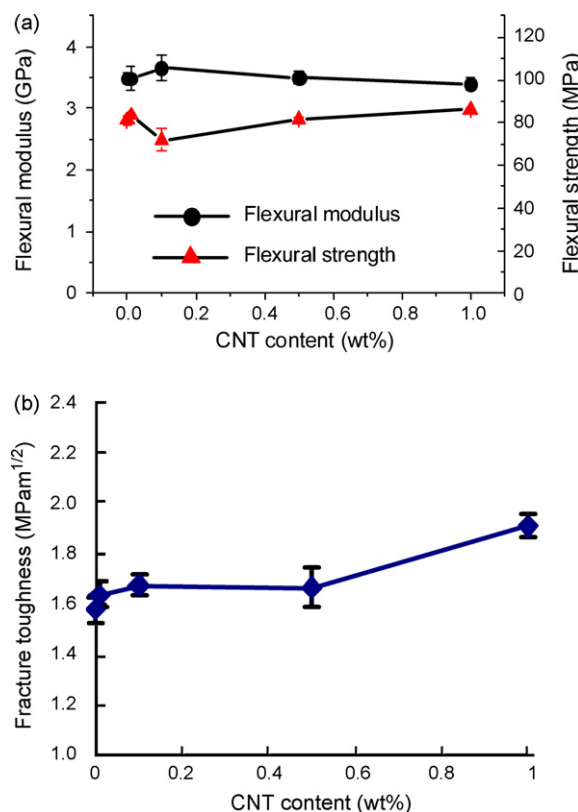 (a)
4
3
2
1
0
Flexural modulus (GPa)
120
100
80
60
40
20
0
Flexural strength (MPa)
Flexural modulus
Flexural strength
0.0 0.2 0.4 0.6 0.8 1.0
CNT content (wt%)
(b)
2.4
2.2
2.0
1.8
1.6
1.4
1.2
1.0
Fracture toughness (MPam1/2)
0 0.2 0.4 0.6 0.8 1
CNT content (wt%)